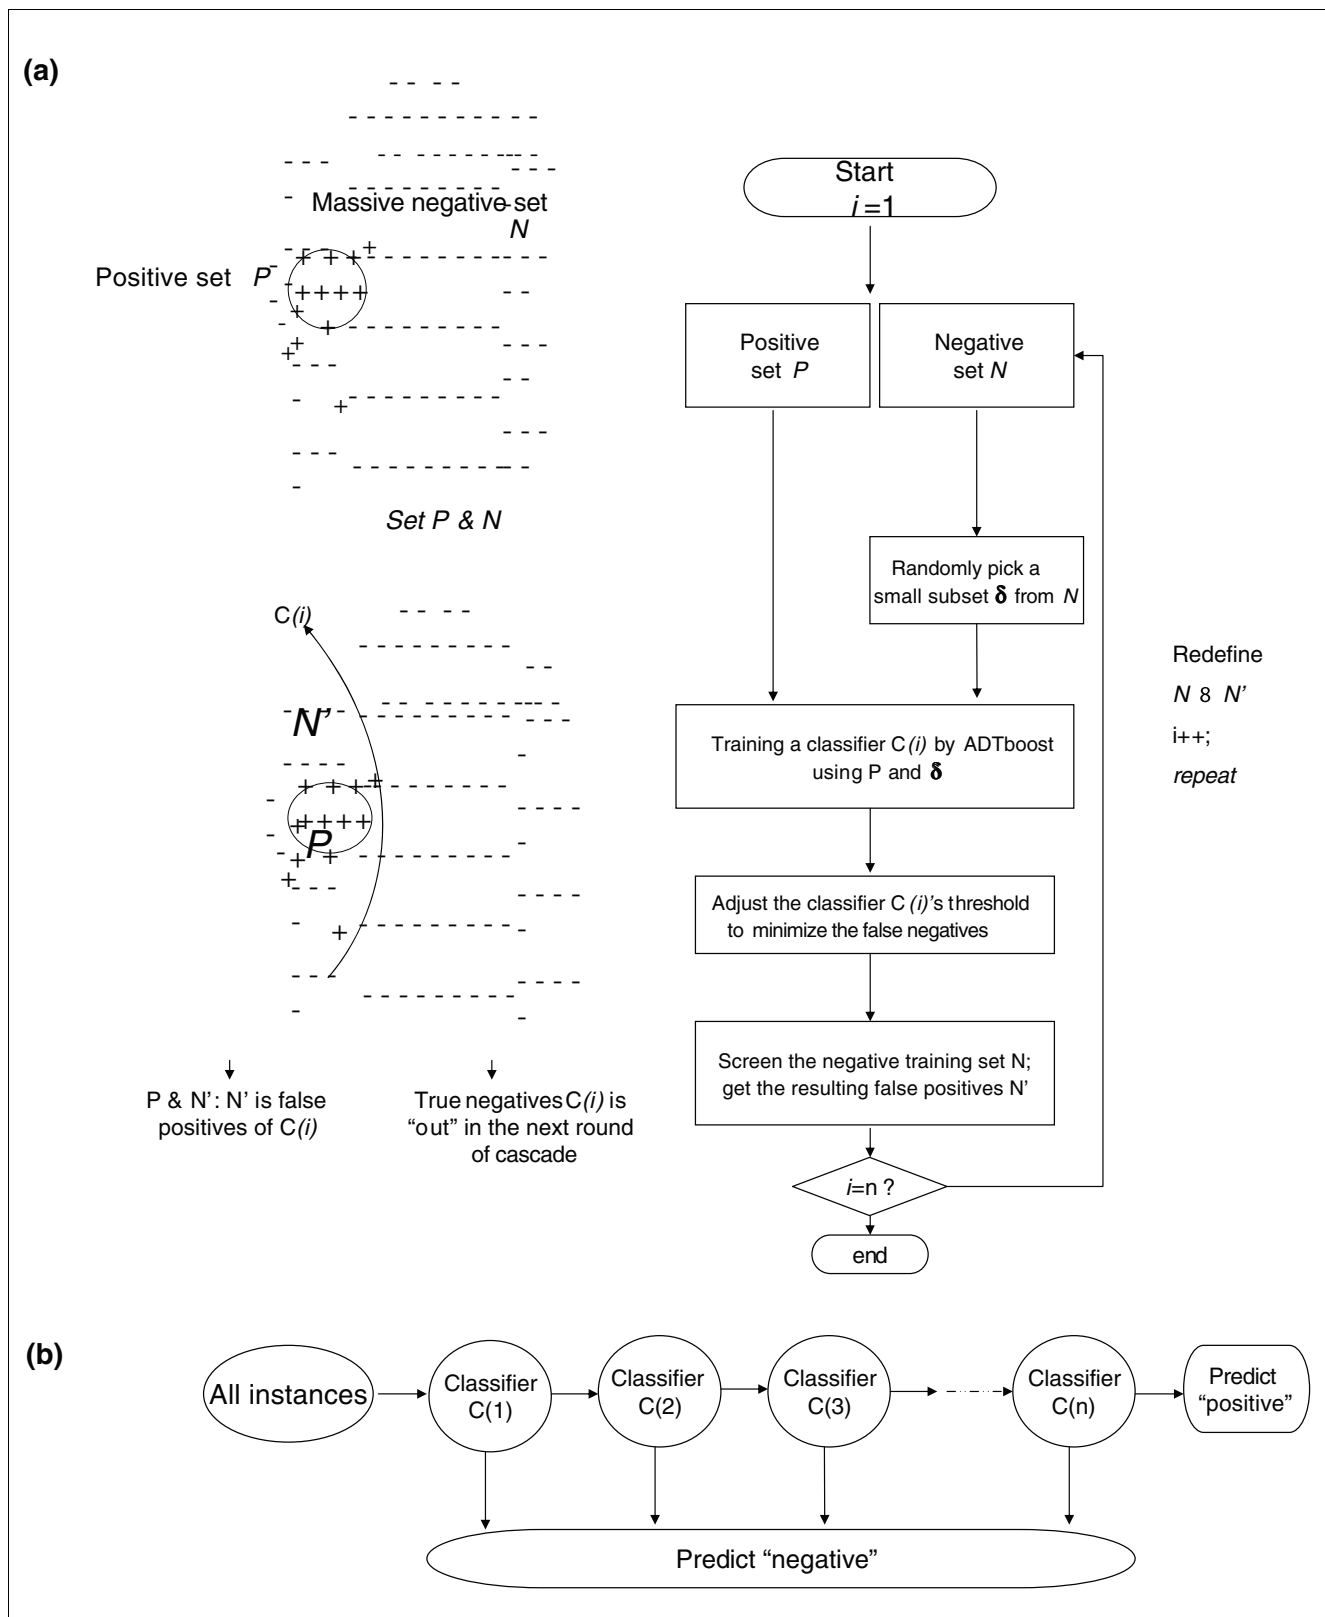 (a)
Massive negative set
N
Positive set P
Set P & N
Start
i=1
Positive
set P
Negative
set N
Randomly pick a
small subset δ from N
Training a classifier C(i) by ADTboost
using P and δ
Adjust the classifier C(i)'s threshold
to minimize the false negatives
Screen the negative training set N;
get the resulting false positives N’
i=n ?
end
Redefine
N 8 N’
i++;
repeat
C(i)
N’
P
P & N’: N’ is false
positives of C(i)
True negatives C(i) is
“out” in the next round
of cascade
(b)
All instances
Classifier
C(1)
Classifier
C(2)
Classifier
C(3)
Classifier
C(n)
Predict
“positive”
Predict “negative”